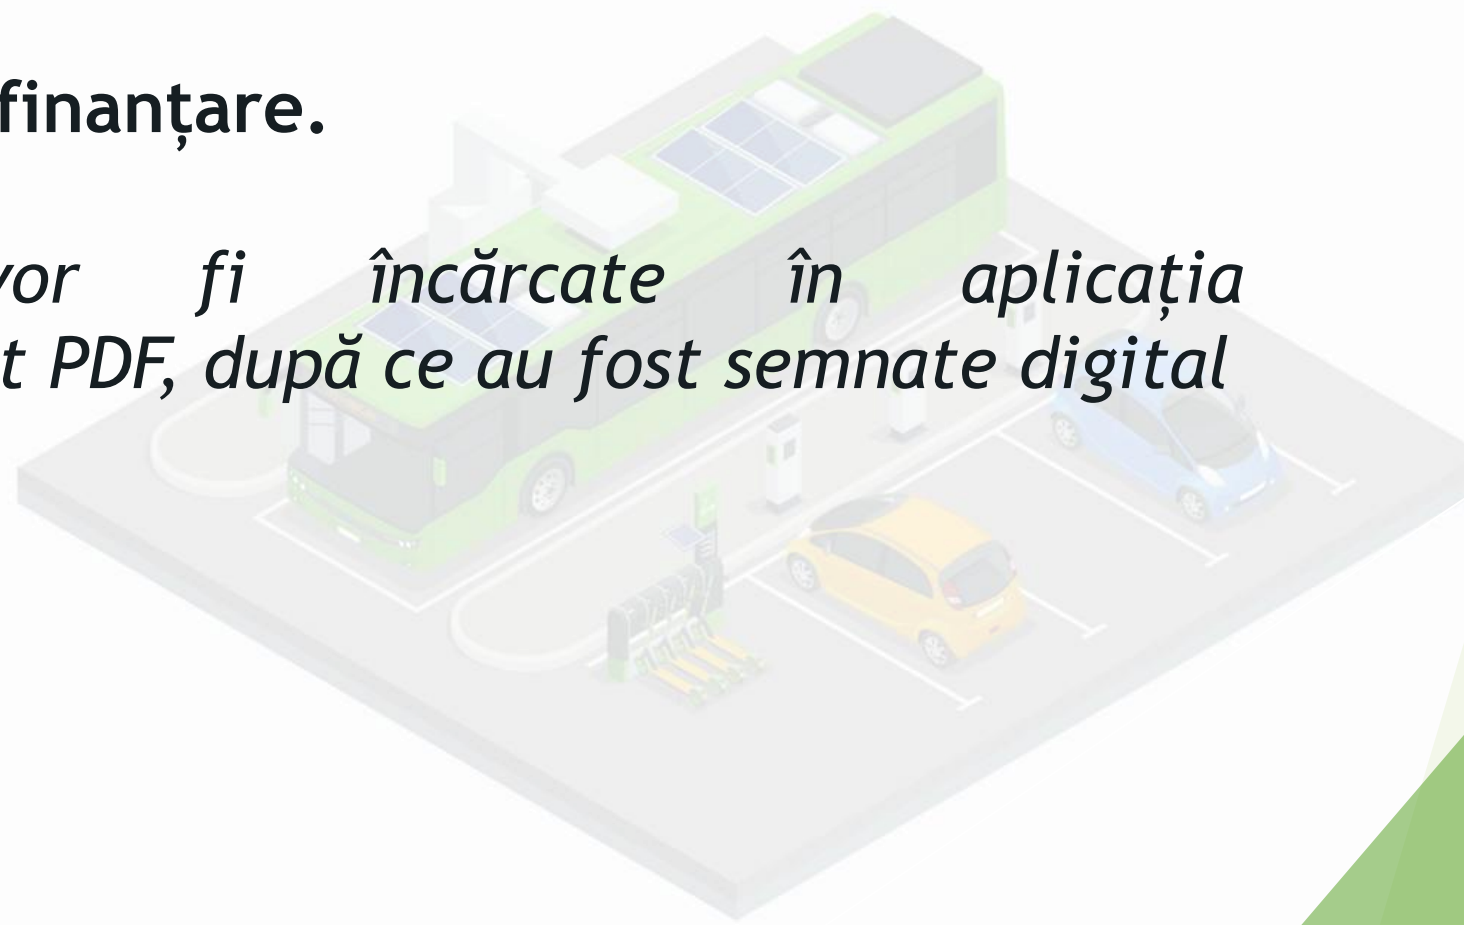 finanțare.
vor fi încărcate în aplicația
t PDF, după ce au fost semnate digital